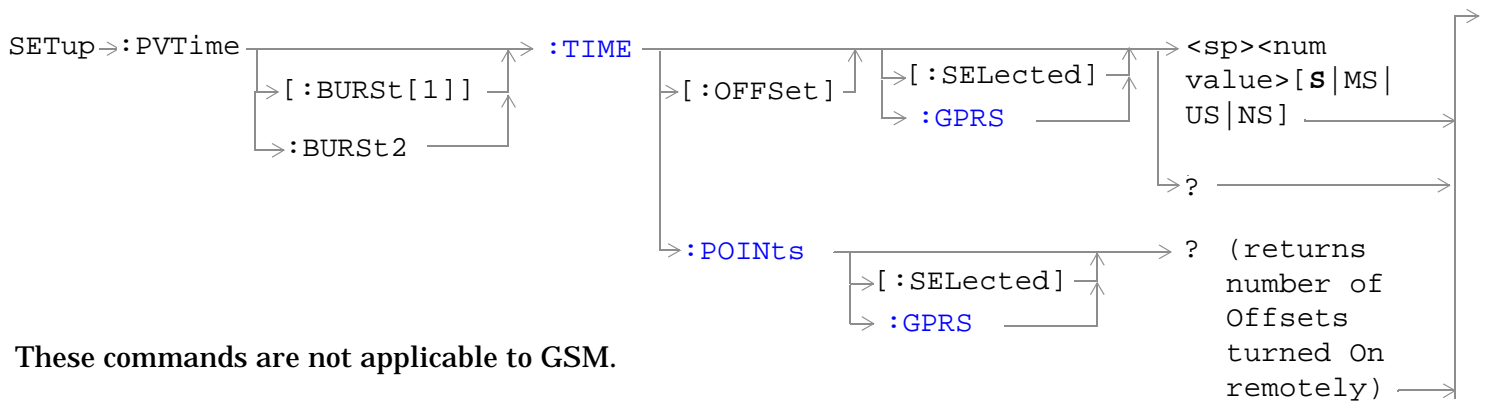 SETup :PVTime :TIME <sp><num
[:BURSt[1]] [:OFFSet] [:SELected] value>[S|MS|
:BURSt2 :GPRS US|NS]
?
:POINts ? (returns
[:SELected] number of
:GPRS Offsets
turned On
remotely)
These commands are not applicable to GSM.